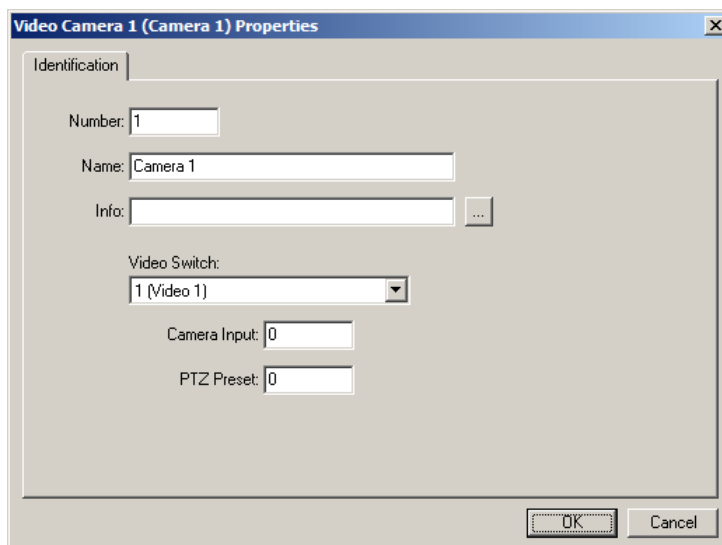 Video Camera 1 (Camera 1) Properties
Identification
Number: 1
Name: Camera 1
Info: ...
Video Switch:
1 (Video 1)
Camera Input: 0
PTZ Preset: 0
OK Cancel